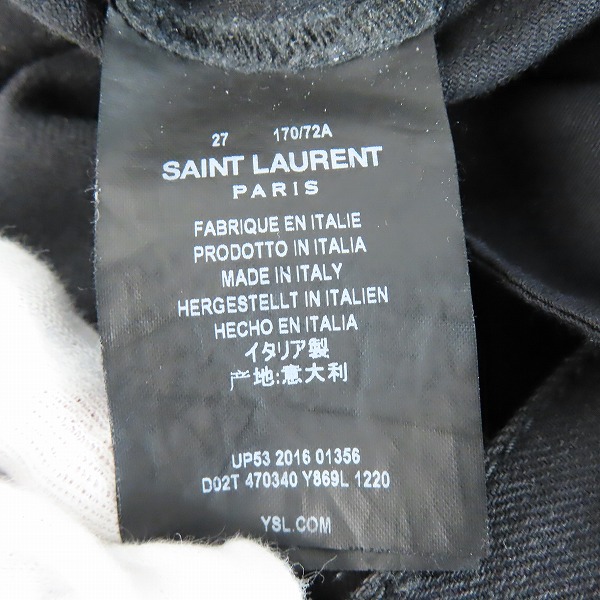 27 170/72A
SAINT LAURENT
PARIS
FABRIQUE EN ITALIE
PRODOTTO IN ITALIA
MADE IN ITALY
HERGESTELLT IN ITALIEN
HECHO EN ITALIA
イタリア製
产地:意大利
UP53 2016 01356
D02T 470340 Y869L 1220
YSL.COM